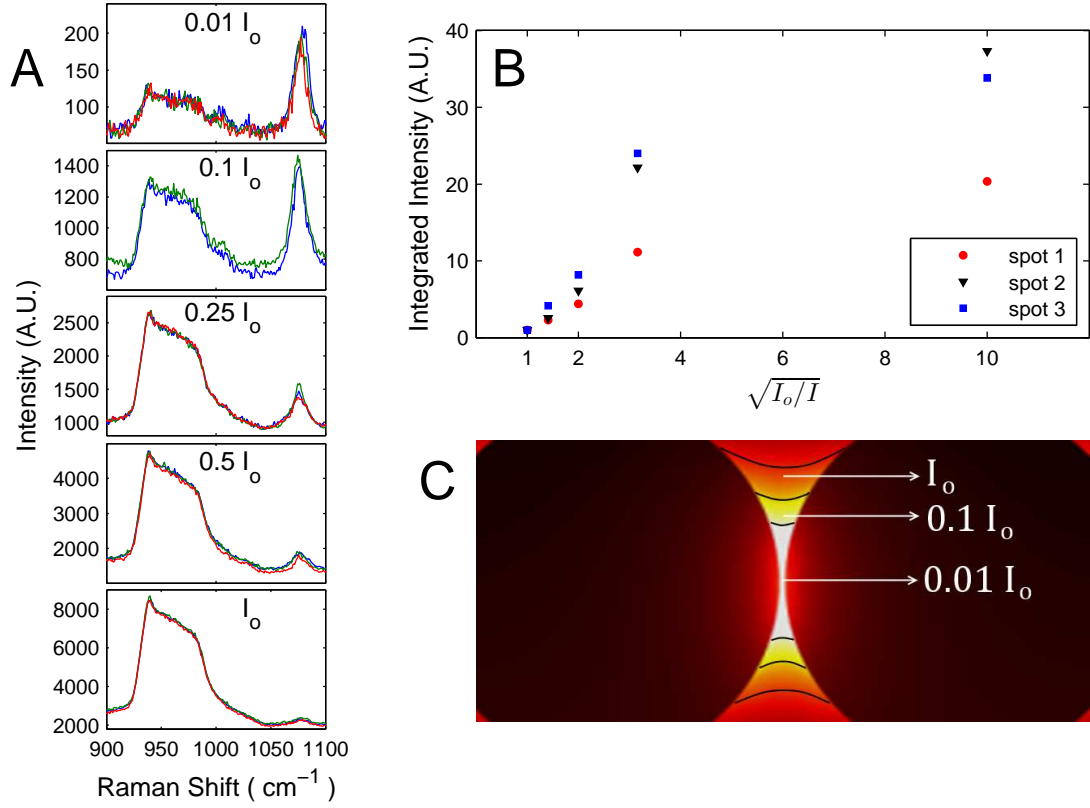 A
0.01 Iₒ
200
100
0.1 Iₒ
1400
1200
1000
800
0.25 Iₒ
2500
2000
1500
1000
0.5 Iₒ
4000
3000
2000
Iₒ
8000
6000
4000
2000
900 950 1000 1050 1100
Intensity (A.U.)
Raman Shift ( cm⁻¹ )
B
40
30
20
10
0
1 2 4 6 8 10
Integrated Intensity (A.U.)
√Iₒ/I
spot 1
spot 2
spot 3
C
Iₒ
0.1 Iₒ
0.01 Iₒ